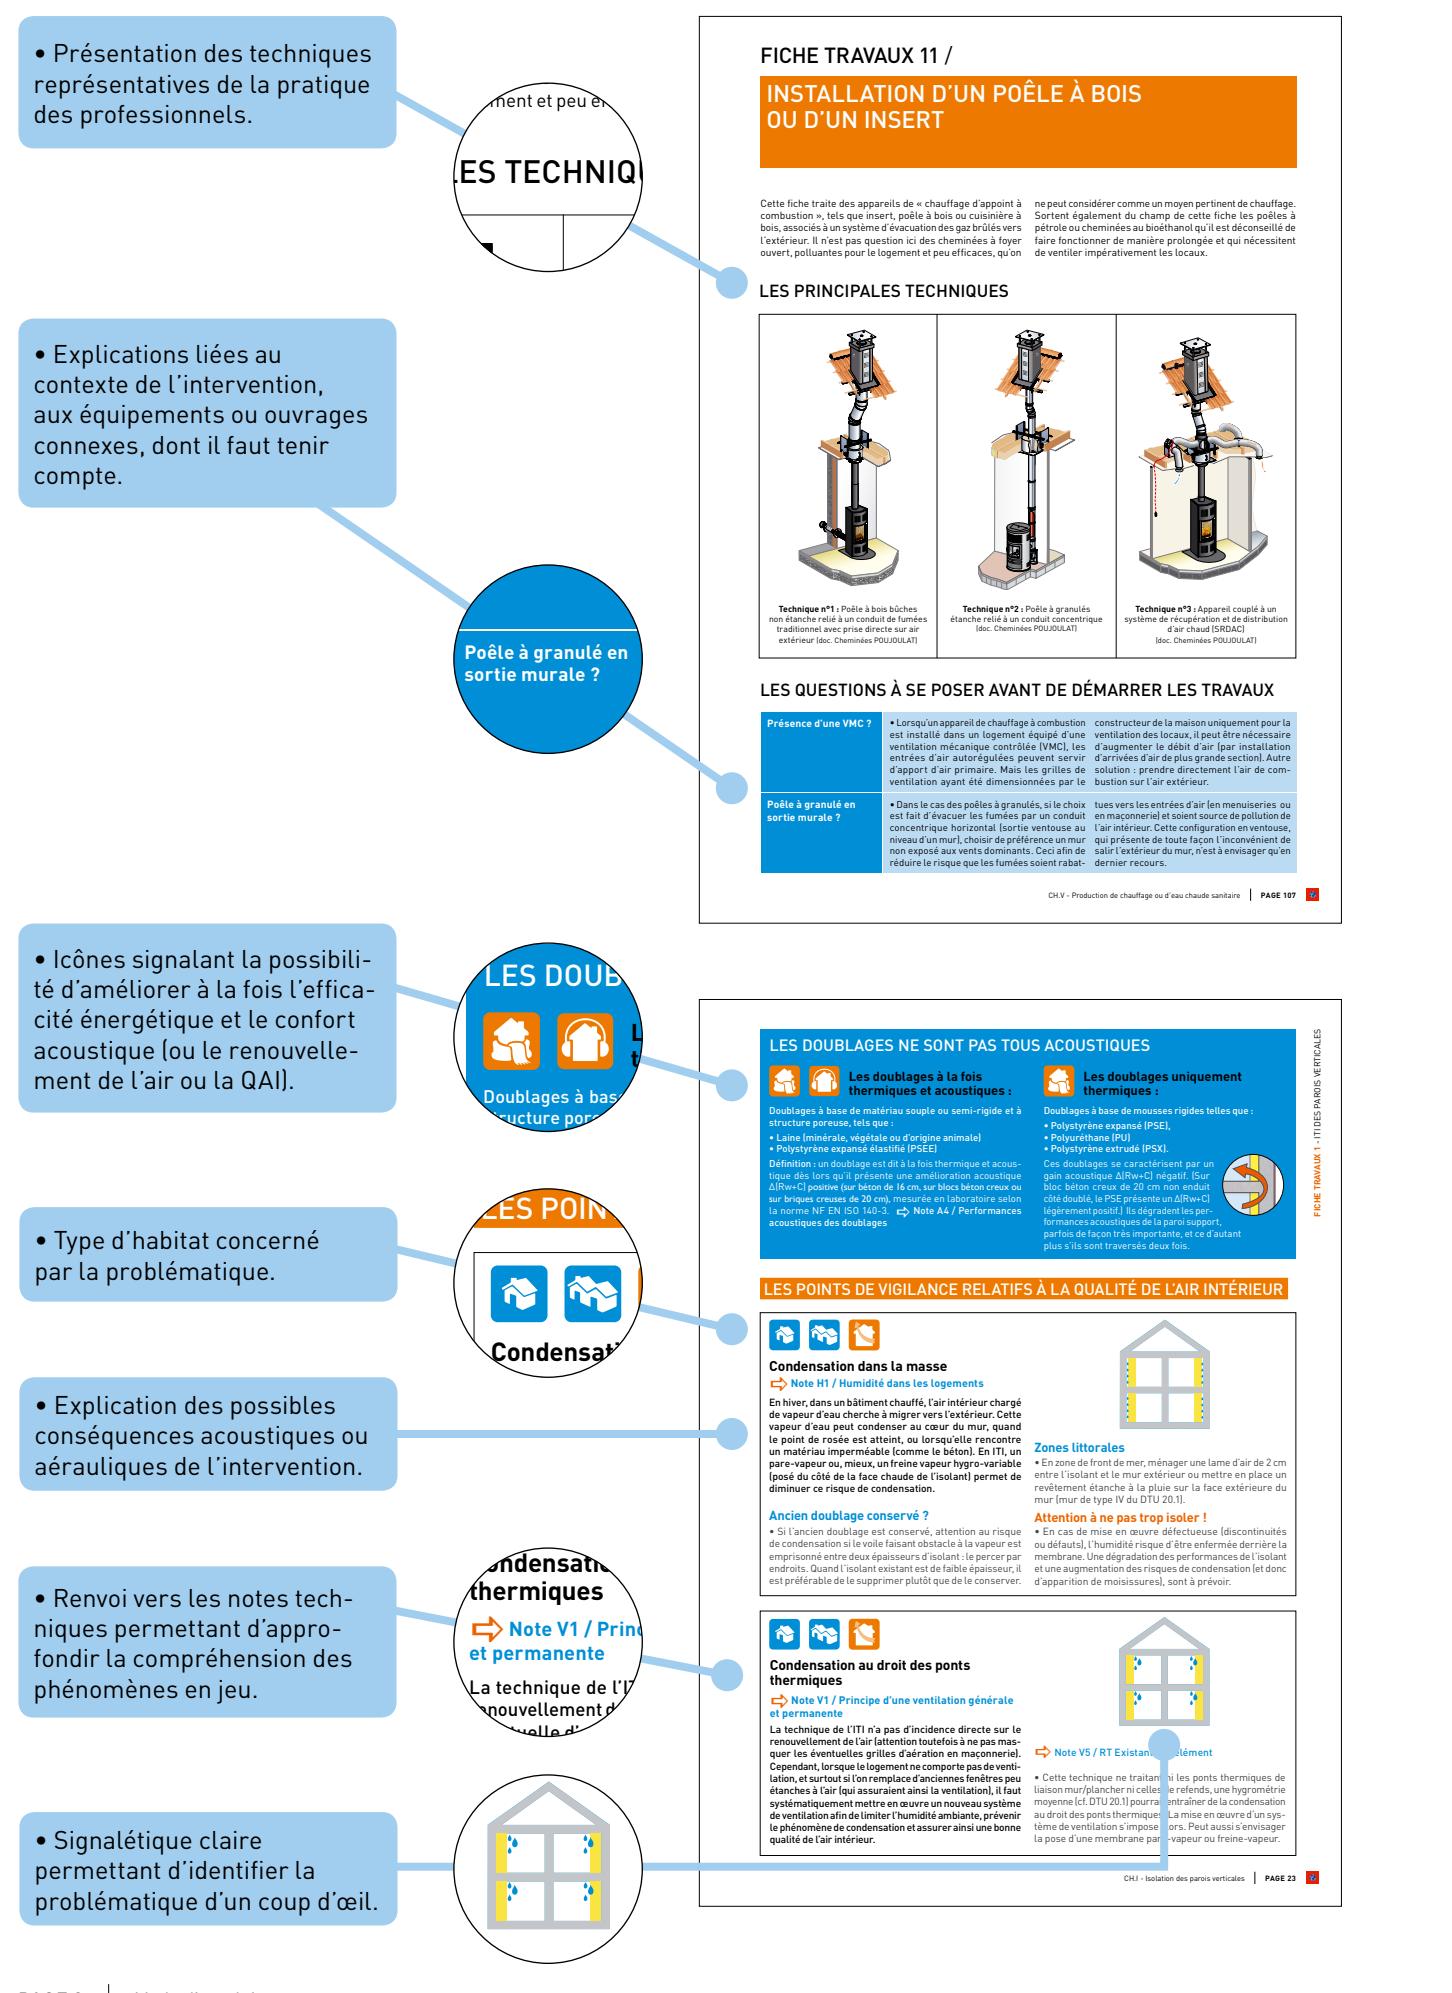 • Présentation des techniques
représentatives de la pratique
des professionnels.
ment et peu ef
LES TECHNIQU
• Explications liées au
contexte de l'intervention,
aux équipements ou ouvrages
connexes, dont il faut tenir
compte.
Poêle à granulé en
sortie murale ?
FICHE TRAVAUX 11 /
INSTALLATION D'UN POÊLE À BOIS
OU D'UN INSERT
Cette fiche traite des appareils de « chauffage d'appoint à
combustion », tels que insert, poêle à bois ou cuisinière à
bois, associés à un système d'évacuation des gaz brûlés vers
l'extérieur. Il n'est pas question ici des cheminées à foyer
ouvert, polluantes pour le logement et peu efficaces, qu'on
ne peut considérer comme un moyen pertinent de chauffage.
Sortent également du champ de cette fiche les poêles à
pétrole ou cheminées au bioéthanol qu'il est déconseillé de
faire fonctionner de manière prolongée et qui nécessitent
de ventiler impérativement les locaux.
LES PRINCIPALES TECHNIQUES
Technique n°1 : Poêle à bois bûches
non étanche relié à un conduit de fumées
traditionnel avec prise directe sur air
extérieur (doc. Cheminées POUJOULAT)
Technique n°2 : Poêle à granulés
étanche relié à un conduit concentrique
(doc. Cheminées POUJOULAT)
Technique n°3 : Appareil couplé à un
système de récupération et de distribution
d'air chaud (SRDAC)
(doc. Cheminées POUJOULAT)
LES QUESTIONS À SE POSER AVANT DE DÉMARRER LES TRAVAUX
Présence d'une VMC ?
• Lorsqu'un appareil de chauffage à combustion
est installé dans un logement équipé d'une
ventilation mécanique contrôlée (VMC), les
entrées d'air autorégulées peuvent servir
d'apport d'air primaire. Mais les grilles de
ventilation ayant été dimensionnées par le
constructeur de la maison uniquement pour la
ventilation des locaux, il peut être nécessaire
d'augmenter le débit d'air (par installation
d'arrivées d'air de plus grande section). Autre
solution : prendre directement l'air de com-
bustion sur l'air extérieur.
Poêle à granulé en
sortie murale ?
• Dans le cas des poêles à granulés, si le choix
est fait d'évacuer les fumées par un conduit
concentrique horizontal (sortie ventouse au
niveau d'un mur), choisir de préférence un mur
non exposé aux vents dominants. Ceci afin de
réduire le risque que les fumées soient rabat-
tues vers les entrées d'air (en menuiseries ou
en maçonnerie) et soient source de pollution de
l'air intérieur. Cette configuration en ventouse,
qui présente de toute façon l'inconvénient de
salir l'extérieur du mur, n'est à envisager qu'en
dernier recours.
CH.V - Production de chauffage ou d'eau chaude sanitaire | PAGE 107
• Icônes signalant la possibili-
té d'améliorer à la fois l'effica-
cité énergétique et le confort
acoustique (ou le renouvelle-
ment de l'air ou la QAI).
LES DOUB
L
t
Doubages à bas
ructure por
• Type d'habitat concerné
par la problématique.
LES POIN
Condensati
• Explication des possibles
conséquences acoustiques ou
aérauliques de l'intervention.
• Renvoi vers les notes tech-
niques permettant d'appro-
fondir la compréhension des
phénomènes en jeu.
ondensatio
thermiques
Note V1 / Princ
et permanente
La technique de l'IT
enouvellement d
tuelle d'
• Signalétique claire
permettant d'identifier la
problématique d'un coup d'œil.
LES DOUBLAGES NE SONT PAS TOUS ACOUSTIQUES
Les doublages à la fois
thermiques et acoustiques :
Doublages à base de matériau souple ou semi-rigide et à
structure poreuse, tels que :
• Laine (minérale, végétale ou d'origine animale)
• Polystyrène expansé élastifié (PSEE)
Définition : un doublage est dit à la fois thermique et acous-
tique dès lors qu'il présente une amélioration acoustique
Δ(Rw+C) positive (sur béton de 16 cm, sur blocs béton creux ou
sur briques creuses de 20 cm), mesurée en laboratoire selon
la norme NF EN ISO 140-3. Note A4 / Performances
acoustiques des doublages
Les doublages uniquement
thermiques :
Doublages à base de mousses rigides telles que :
• Polystyrène expansé (PSE),
• Polyuréthane (PU)
• Polystyrène extrudé (PSX).
Ces doublages se caractérisent par un
gain acoustique Δ(Rw+C) négatif. (Sur
bloc béton creux de 20 cm non enduit
côté doublé, le PSE présente un Δ(Rw+C)
légèrement positif.) Ils dégradent les per-
formances acoustiques de la paroi support,
parfois de façon très importante, et ce d'autant
plus s'ils sont traversés deux fois.
FICHE TRAVAUX 1 - ITI DES PAROIS VERTICALES
LES POINTS DE VIGILANCE RELATIFS À LA QUALITÉ DE L'AIR INTÉRIEUR
Condensation dans la masse
Note H1 / Humidité dans les logements
En hiver, dans un bâtiment chauffé, l'air intérieur chargé
de vapeur d'eau cherche à migrer vers l'extérieur. Cette
vapeur d'eau peut condenser au cœur du mur, quand
le point de rosée est atteint, ou lorsqu'elle rencontre
un matériau imperméable (comme le béton). En ITI, un
pare-vapeur ou, mieux, un freine vapeur hygro-variable
(posé du côté de la face chaude de l'isolant) permet de
diminuer ce risque de condensation.
Ancien doublage conservé ?
• Si l'ancien doublage est conservé, attention au risque
de condensation si le voile faisant obstacle à la vapeur est
emprisonné entre deux épaisseurs d'isolant : le percer par
endroits. Quand l'isolant existant est de faible épaisseur, il
est préférable de le supprimer plutôt que de le conserver.
Zones littorales
• En zone de front de mer, ménager une lame d'air de 2 cm
entre l'isolant et le mur extérieur ou mettre en place un
revêtement étanche à la pluie sur la face extérieure du
mur (mur de type IV du DTU 20.1).
Attention à ne pas trop isoler !
• En cas de mise en œuvre défectueuse (discontinuités
ou défauts), l'humidité risque d'être enfermée derrière la
membrane. Une dégradation des performances de l'isolant
et une augmentation des risques de condensation (et donc
d'apparition de moisissures), sont à prévoir.
Condensation au droit des ponts
thermiques
Note V1 / Principe d'une ventilation générale
et permanente
La technique de l'ITI n'a pas d'incidence directe sur le
renouvellement de l'air (attention toutefois à ne pas mas-
quer les éventuelles grilles d'aération en maçonnerie).
Cependant, lorsque le logement ne comporte pas de venti-
lation, et surtout si l'on remplace d'anciennes fenêtres peu
étanches à l'air (qui assuraient ainsi la ventilation), il faut
systématiquement mettre en œuvre un nouveau système
de ventilation afin de limiter l'humidité ambiante, prévenir
le phénomène de condensation et assurer ainsi une bonne
qualité de l'air intérieur.
Note V5 / RT Existan élément
• Cette technique ne traitant ni les ponts thermiques de
liaison mur/plancher ni celles de refends, une hygrométrie
moyenne (cf. DTU 20.1) pourra entraîner de la condensation
au droit des ponts thermiques. La mise en œuvre d'un sys-
tème de ventilation s'impose alors. Peut aussi s'envisager
la pose d'une membrane pare-vapeur ou freine-vapeur.
CH.I - Isolation des parois verticales | PAGE 23